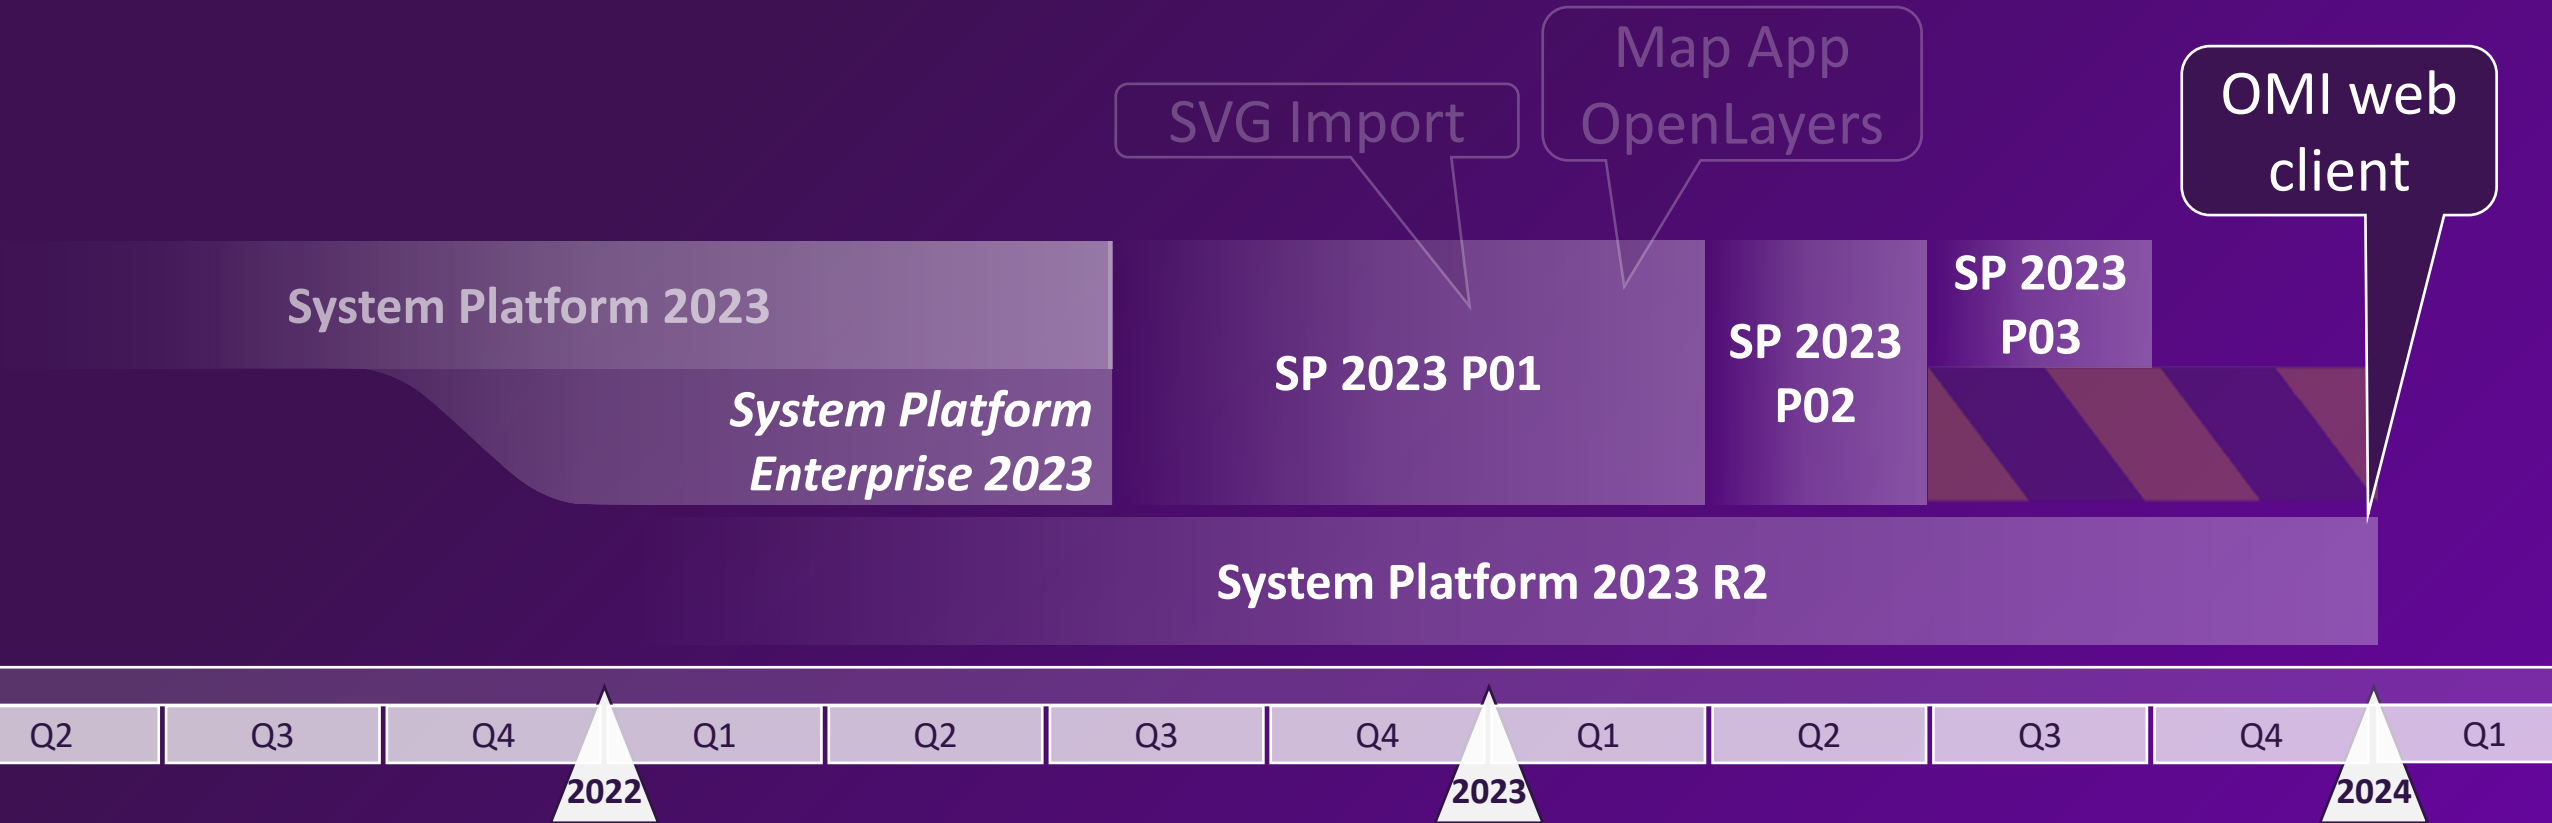 Map App
OpenLayers
SVG Import
OMI web
client
System Platform 2023
System Platform
Enterprise 2023
SP 2023 P01
SP 2023
P02
SP 2023
P03
System Platform 2023 R2
Q2 Q3 Q4 Q1 Q2 Q3 Q4 Q1 Q2 Q3 Q4 Q1
2022 2023 2024